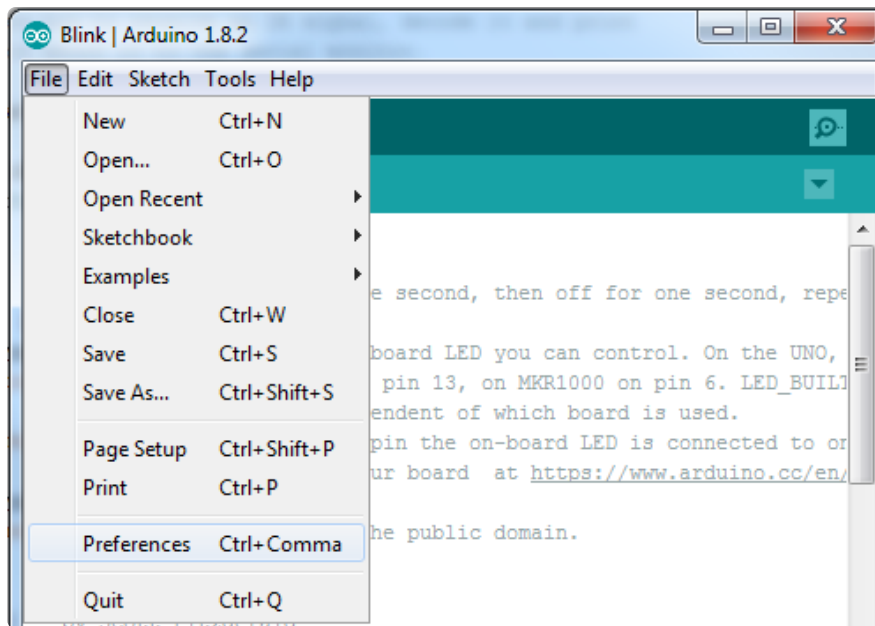 Blink | Arduino 1.8.2
File Edit Sketch Tools Help
New Ctrl+N
Open... Ctrl+O
Open Recent
Sketchbook
Examples
Close Ctrl+W
Save Ctrl+S
Save As... Ctrl+Shift+S
Page Setup Ctrl+Shift+P
Print Ctrl+P
Preferences Ctrl+Comma
Quit Ctrl+Q
e second, then off for one second, repe
board LED you can control. On the UNO,
pin 13, on MKR1000 on pin 6. LED_BUILT
endent of which board is used.
pin the on-board LED is connected to on
ur board at https://www.arduino.cc/en/
he public domain.